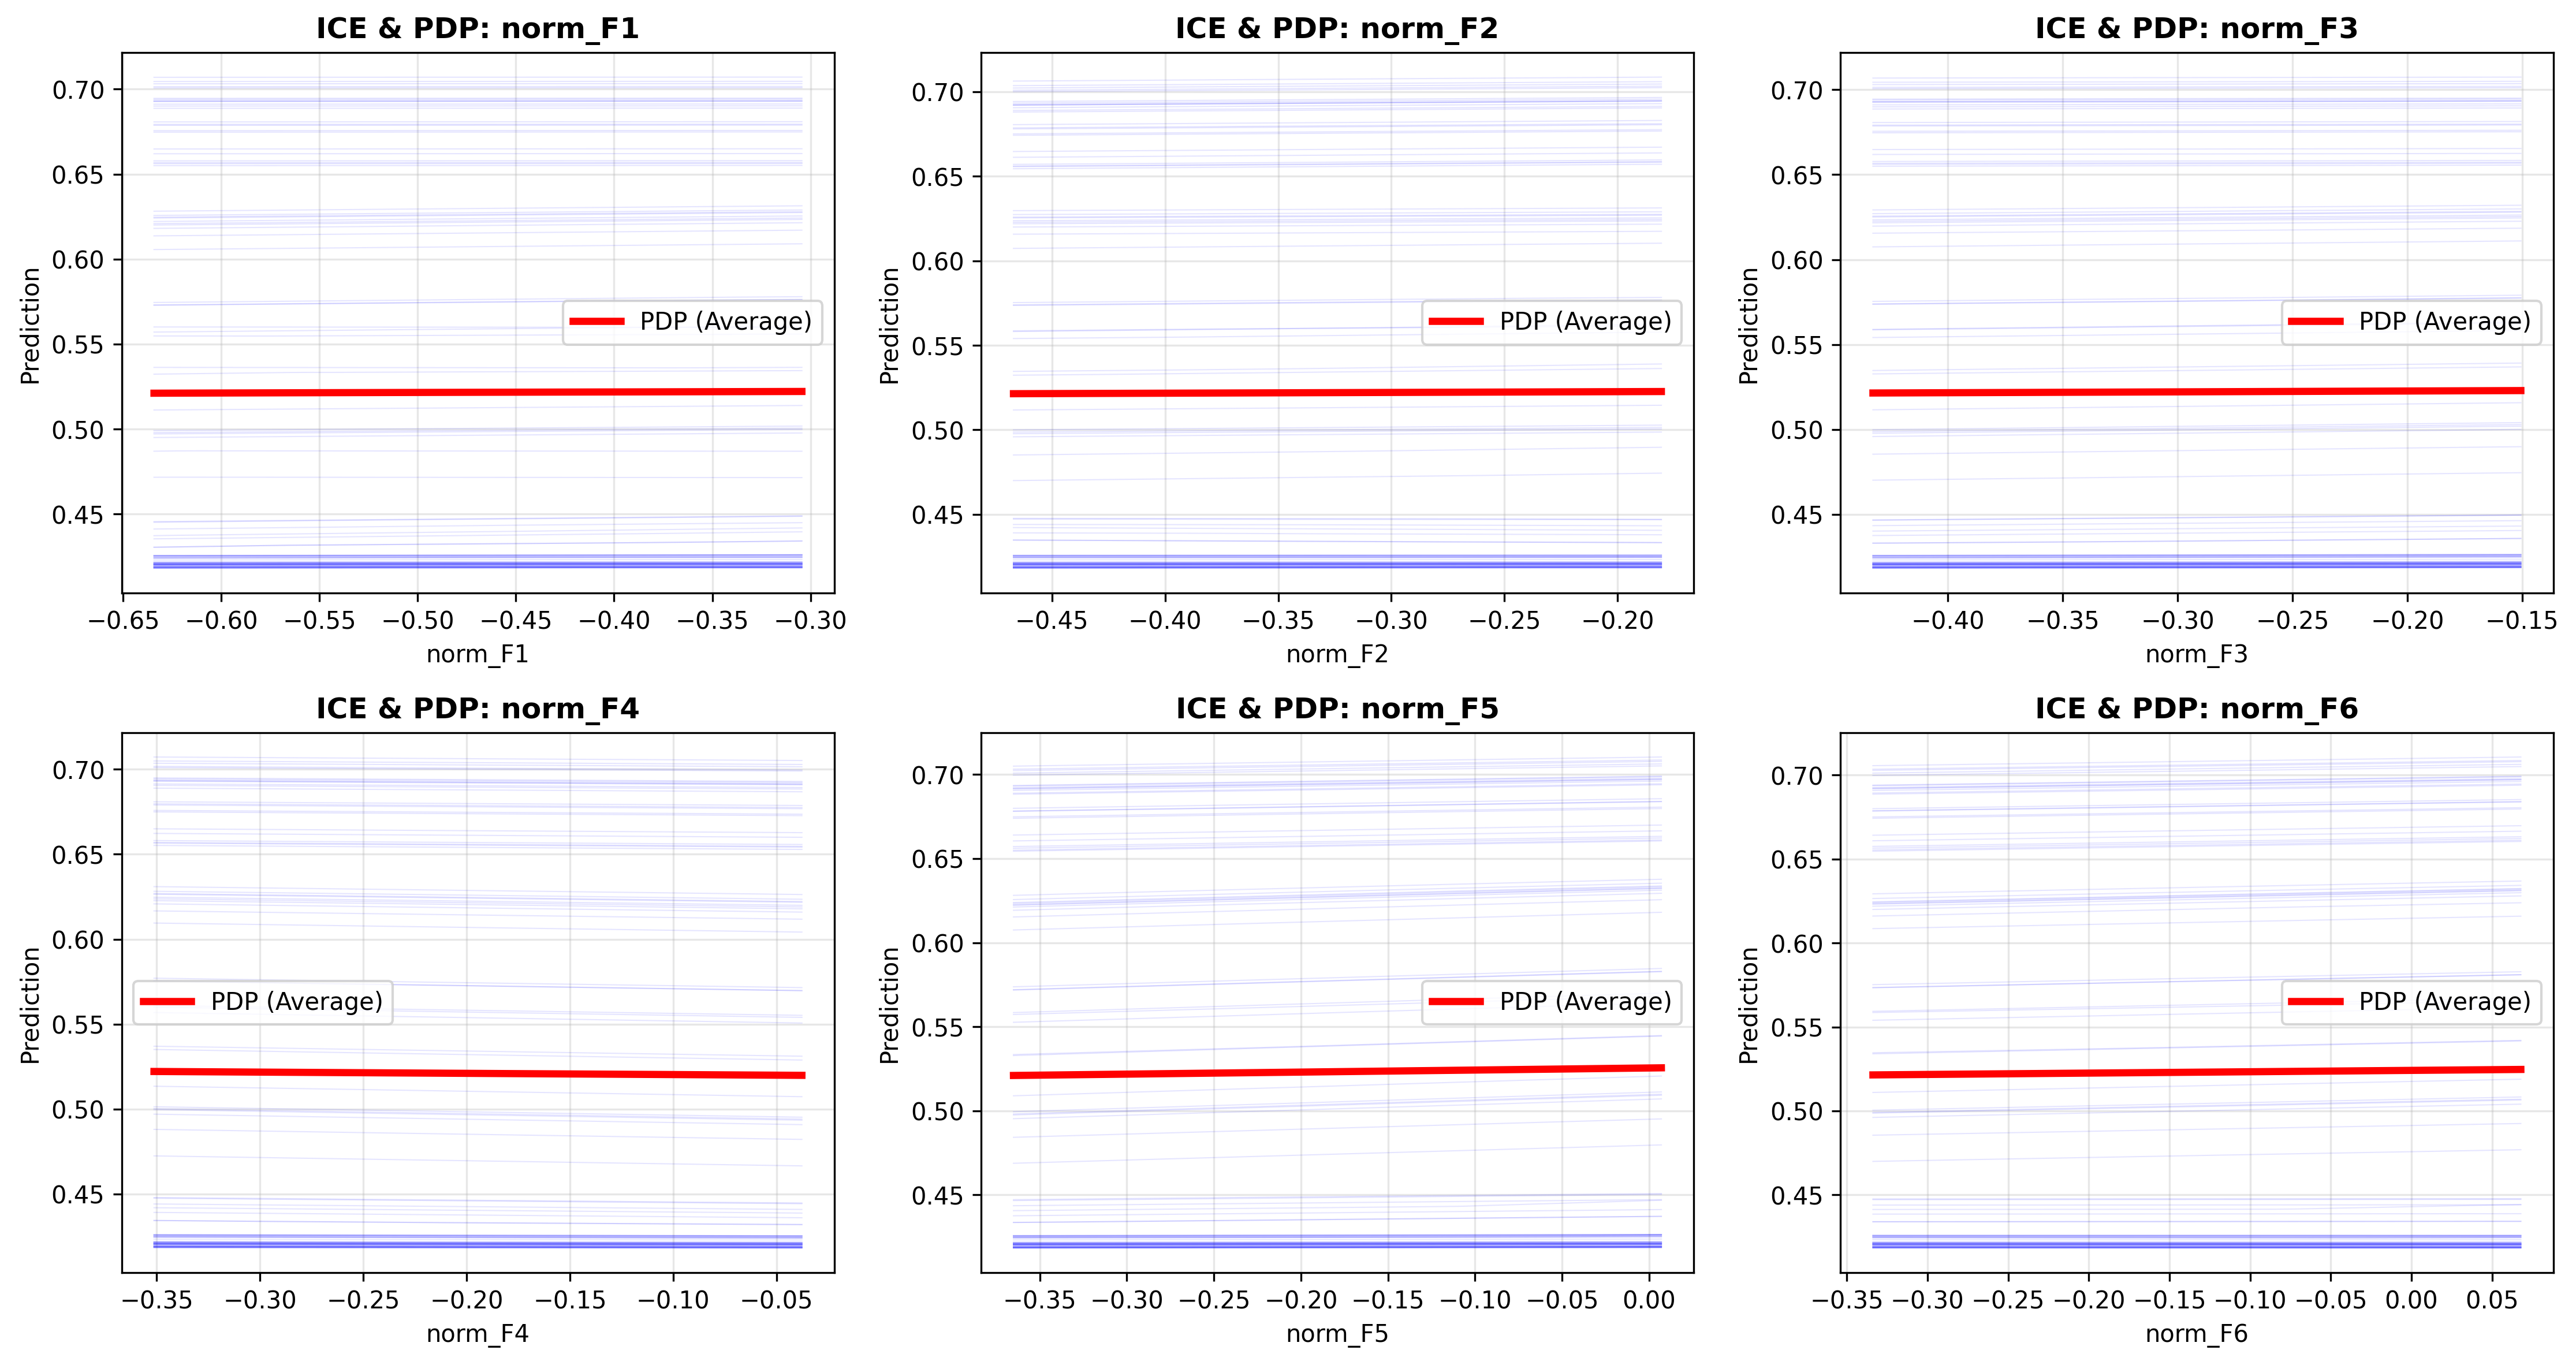 ICE & PDP: norm_F1
ICE & PDP: norm_F2
ICE & PDP: norm_F3
0.70
0.65
0.60
0.55
0.50
0.45
Prediction
PDP (Average)
−0.65 −0.60 −0.55 −0.50 −0.45 −0.40 −0.35 −0.30
norm_F1
0.70
0.65
0.60
0.55
0.50
0.45
Prediction
PDP (Average)
−0.45 −0.40 −0.35 −0.30 −0.25 −0.20
norm_F2
0.70
0.65
0.60
0.55
0.50
0.45
Prediction
PDP (Average)
−0.40 −0.35 −0.30 −0.25 −0.20 −0.15
norm_F3
ICE & PDP: norm_F4
ICE & PDP: norm_F5
ICE & PDP: norm_F6
0.70
0.65
0.60
0.55
0.50
0.45
Prediction
PDP (Average)
−0.35 −0.30 −0.25 −0.20 −0.15 −0.10 −0.05
norm_F4
0.70
0.65
0.60
0.55
0.50
0.45
Prediction
PDP (Average)
−0.35 −0.30 −0.25 −0.20 −0.15 −0.10 −0.05 0.00
norm_F5
0.70
0.65
0.60
0.55
0.50
0.45
Prediction
PDP (Average)
−0.35 −0.30 −0.25 −0.20 −0.15 −0.10 −0.05 0.00 0.05
norm_F6